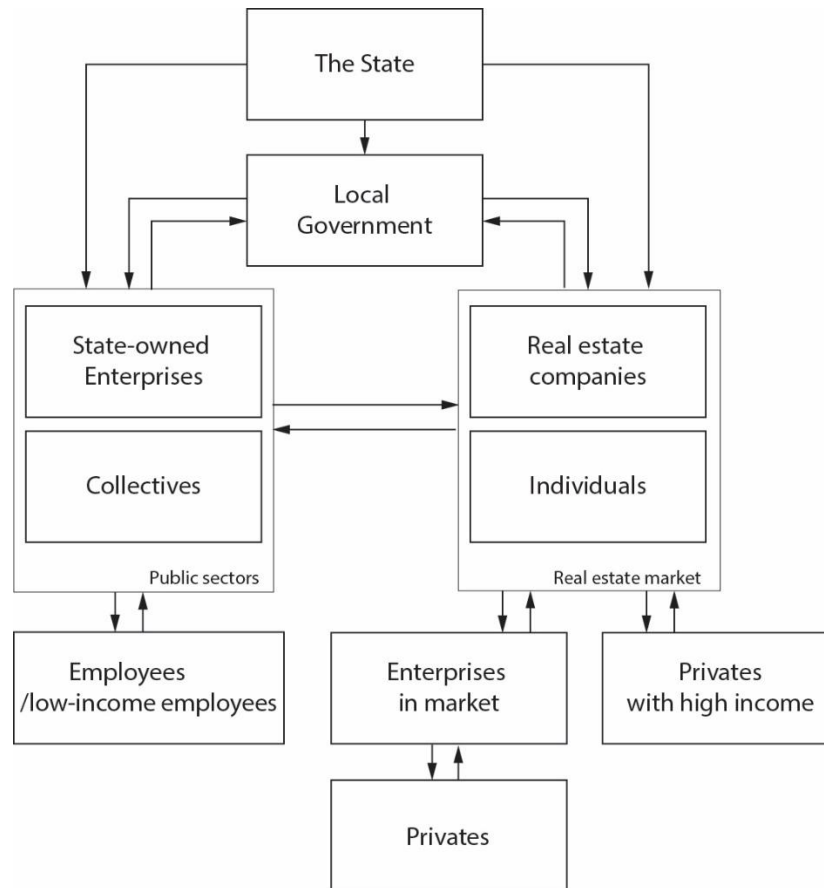 The State
Local
Government
State-owned
Enterprises
Real estate
companies
Collectives
Individuals
Public sectors
Real estate market
Employees
/low-income employees
Enterprises
in market
Privates
with high income
Privates